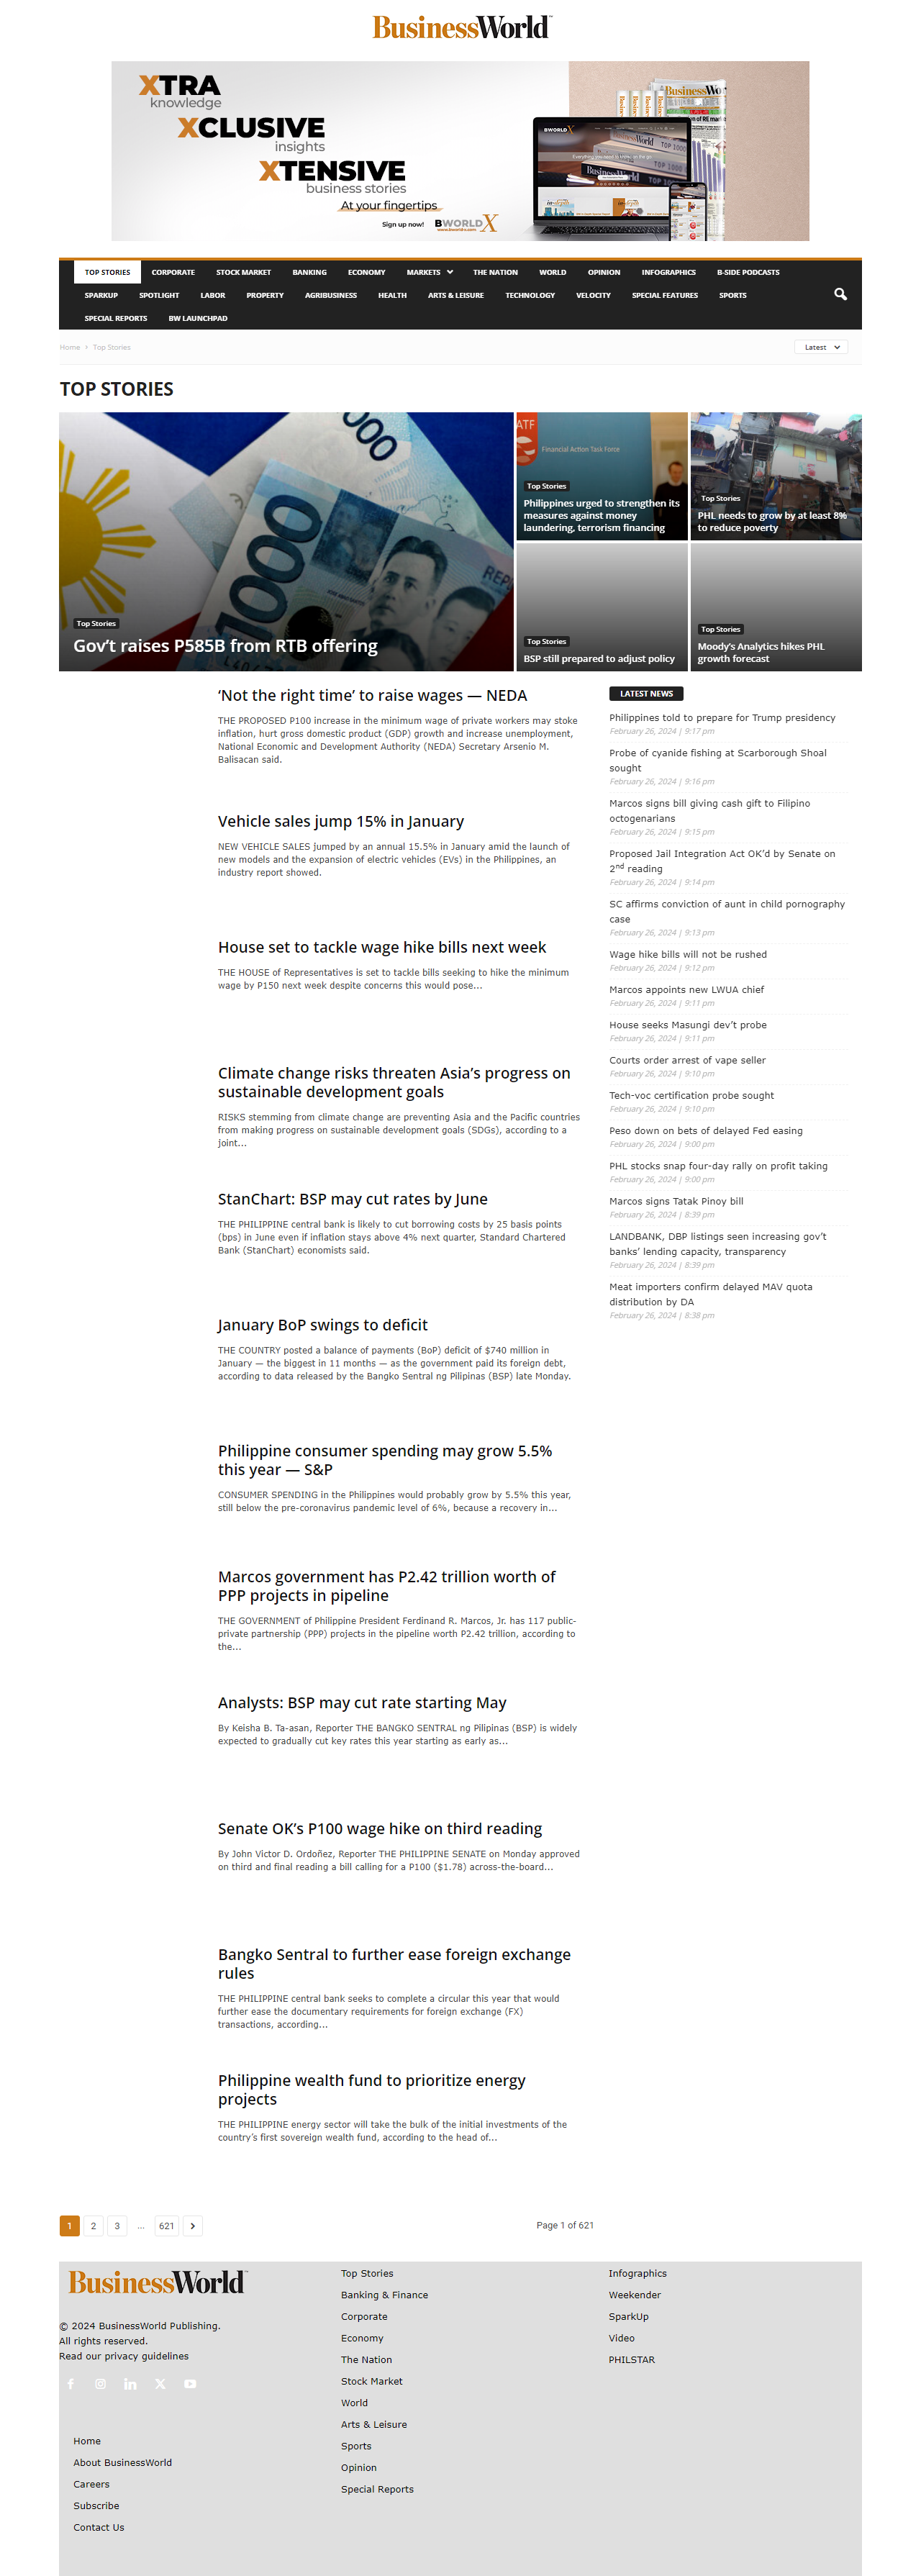 BusinessWorld
XTRA
knowledge
XCLUSIVE
insights
XTENSIVE
business stories
At your fingertips
Sign up now! BWORLDX
www.bworld-x.com
TOP STORIES CORPORATE STOCK MARKET BANKING ECONOMY MARKETS THE NATION WORLD OPINION INFOGRAPHICS B-SIDE PODCASTS
SPARKUP SPOTLIGHT LABOR PROPERTY AGRIBUSINESS HEALTH ARTS & LEISURE TECHNOLOGY VELOCITY SPECIAL FEATURES SPORTS
SPECIAL REPORTS BW LAUNCHPAD
Home › Top Stories
Latest
TOP STORIES
Top Stories
Gov’t raises P585B from RTB offering
Financial Action Task Force
Top Stories
Philippines urged to strengthen its
measures against money
laundering, terrorism financing
Top Stories
PHL needs to grow by at least 8%
to reduce poverty
Top Stories
BSP still prepared to adjust policy
Top Stories
Moody’s Analytics hikes PHL
growth forecast
‘Not the right time’ to raise wages — NEDA
THE PROPOSED P100 increase in the minimum wage of private workers may stoke
inflation, hurt gross domestic product (GDP) growth and increase unemployment,
National Economic and Development Authority (NEDA) Secretary Arsenio M.
Balisacan said.
Vehicle sales jump 15% in January
NEW VEHICLE SALES jumped by an annual 15.5% in January amid the launch of
new models and the expansion of electric vehicles (EVs) in the Philippines, an
industry report showed.
House set to tackle wage hike bills next week
THE HOUSE of Representatives is set to tackle bills seeking to hike the minimum
wage by P150 next week despite concerns this would pose...
Climate change risks threaten Asia’s progress on
sustainable development goals
RISKS stemming from climate change are preventing Asia and the Pacific countries
from making progress on sustainable development goals (SDGs), according to a
joint...
StanChart: BSP may cut rates by June
THE PHILIPPINE central bank is likely to cut borrowing costs by 25 basis points
(bps) in June even if inflation stays above 4% next quarter, Standard Chartered
Bank (StanChart) economists said.
January BoP swings to deficit
THE COUNTRY posted a balance of payments (BoP) deficit of $740 million in
January — the biggest in 11 months — as the government paid its foreign debt,
according to data released by the Bangko Sentral ng Pilipinas (BSP) late Monday.
Philippine consumer spending may grow 5.5%
this year — S&P
CONSUMER SPENDING in the Philippines would probably grow by 5.5% this year,
still below the pre-coronavirus pandemic level of 6%, because a recovery in...
Marcos government has P2.42 trillion worth of
PPP projects in pipeline
THE GOVERNMENT of Philippine President Ferdinand R. Marcos, Jr. has 117 public-
private partnership (PPP) projects in the pipeline worth P2.42 trillion, according to
the...
Analysts: BSP may cut rate starting May
By Keisha B. Ta-asan, Reporter THE BANGKO SENTRAL ng Pilipinas (BSP) is widely
expected to gradually cut key rates this year starting as early as...
Senate OK’s P100 wage hike on third reading
By John Victor D. Ordoñez, Reporter THE PHILIPPINE SENATE on Monday approved
on third and final reading a bill calling for a P100 ($1.78) across-the-board...
Bangko Sentral to further ease foreign exchange
rules
THE PHILIPPINE central bank seeks to complete a circular this year that would
further ease the documentary requirements for foreign exchange (FX)
transactions, according...
Philippine wealth fund to prioritize energy
projects
THE PHILIPPINE energy sector will take the bulk of the initial investments of the
country’s first sovereign wealth fund, according to the head of...
LATEST NEWS
Philippines told to prepare for Trump presidency
February 26, 2024 | 9:17 pm
Probe of cyanide fishing at Scarborough Shoal
sought
February 26, 2024 | 9:16 pm
Marcos signs bill giving cash gift to Filipino
octogenarians
February 26, 2024 | 9:15 pm
Proposed Jail Integration Act OK’d by Senate on
2nd reading
February 26, 2024 | 9:14 pm
SC affirms conviction of aunt in child pornography
case
February 26, 2024 | 9:13 pm
Wage hike bills will not be rushed
February 26, 2024 | 9:12 pm
Marcos appoints new LWUA chief
February 26, 2024 | 9:11 pm
House seeks Masungi dev’t probe
February 26, 2024 | 9:11 pm
Courts order arrest of vape seller
February 26, 2024 | 9:10 pm
Tech-voc certification probe sought
February 26, 2024 | 9:10 pm
Peso down on bets of delayed Fed easing
February 26, 2024 | 9:00 pm
PHL stocks snap four-day rally on profit taking
February 26, 2024 | 9:00 pm
Marcos signs Tatak Pinoy bill
February 26, 2024 | 8:39 pm
LANDBANK, DBP listings seen increasing gov’t
banks’ lending capacity, transparency
February 26, 2024 | 8:39 pm
Meat importers confirm delayed MAV quota
distribution by DA
February 26, 2024 | 8:38 pm
1 2 3 ... 621
Page 1 of 621
BusinessWorld
© 2024 BusinessWorld Publishing.
All rights reserved.
Read our privacy guidelines
Home
About BusinessWorld
Careers
Subscribe
Contact Us
Top Stories
Banking & Finance
Corporate
Economy
The Nation
Stock Market
World
Arts & Leisure
Sports
Opinion
Special Reports
Infographics
Weekender
SparkUp
Video
PHILSTAR